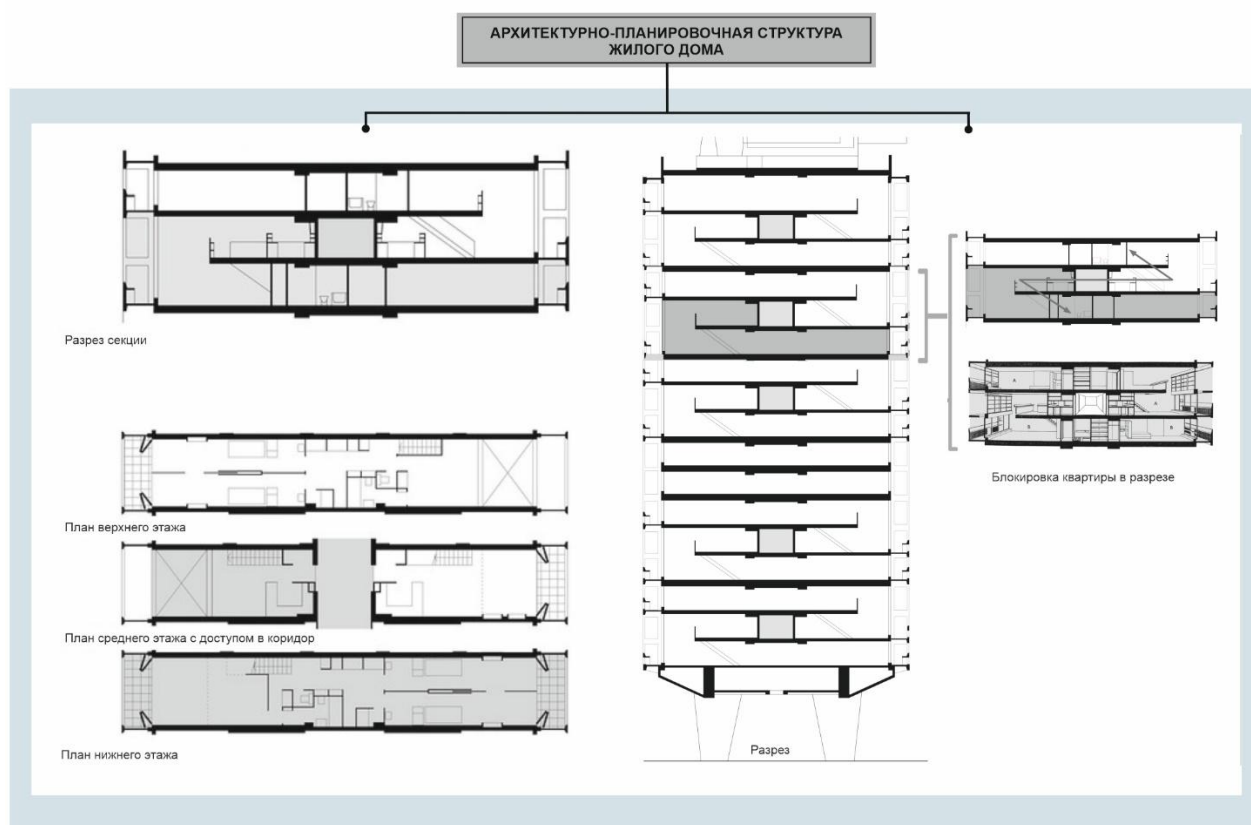 АРХИТЕКТУРНО-ПЛАНИРОВОЧНАЯ СТРУКТУРА
ЖИЛОГО ДОМА
Разрез секции
План верхнего этажа
План среднего этажа с доступом в коридор
План нижнего этажа
Разрез
Блокировка квартиры в разрезе